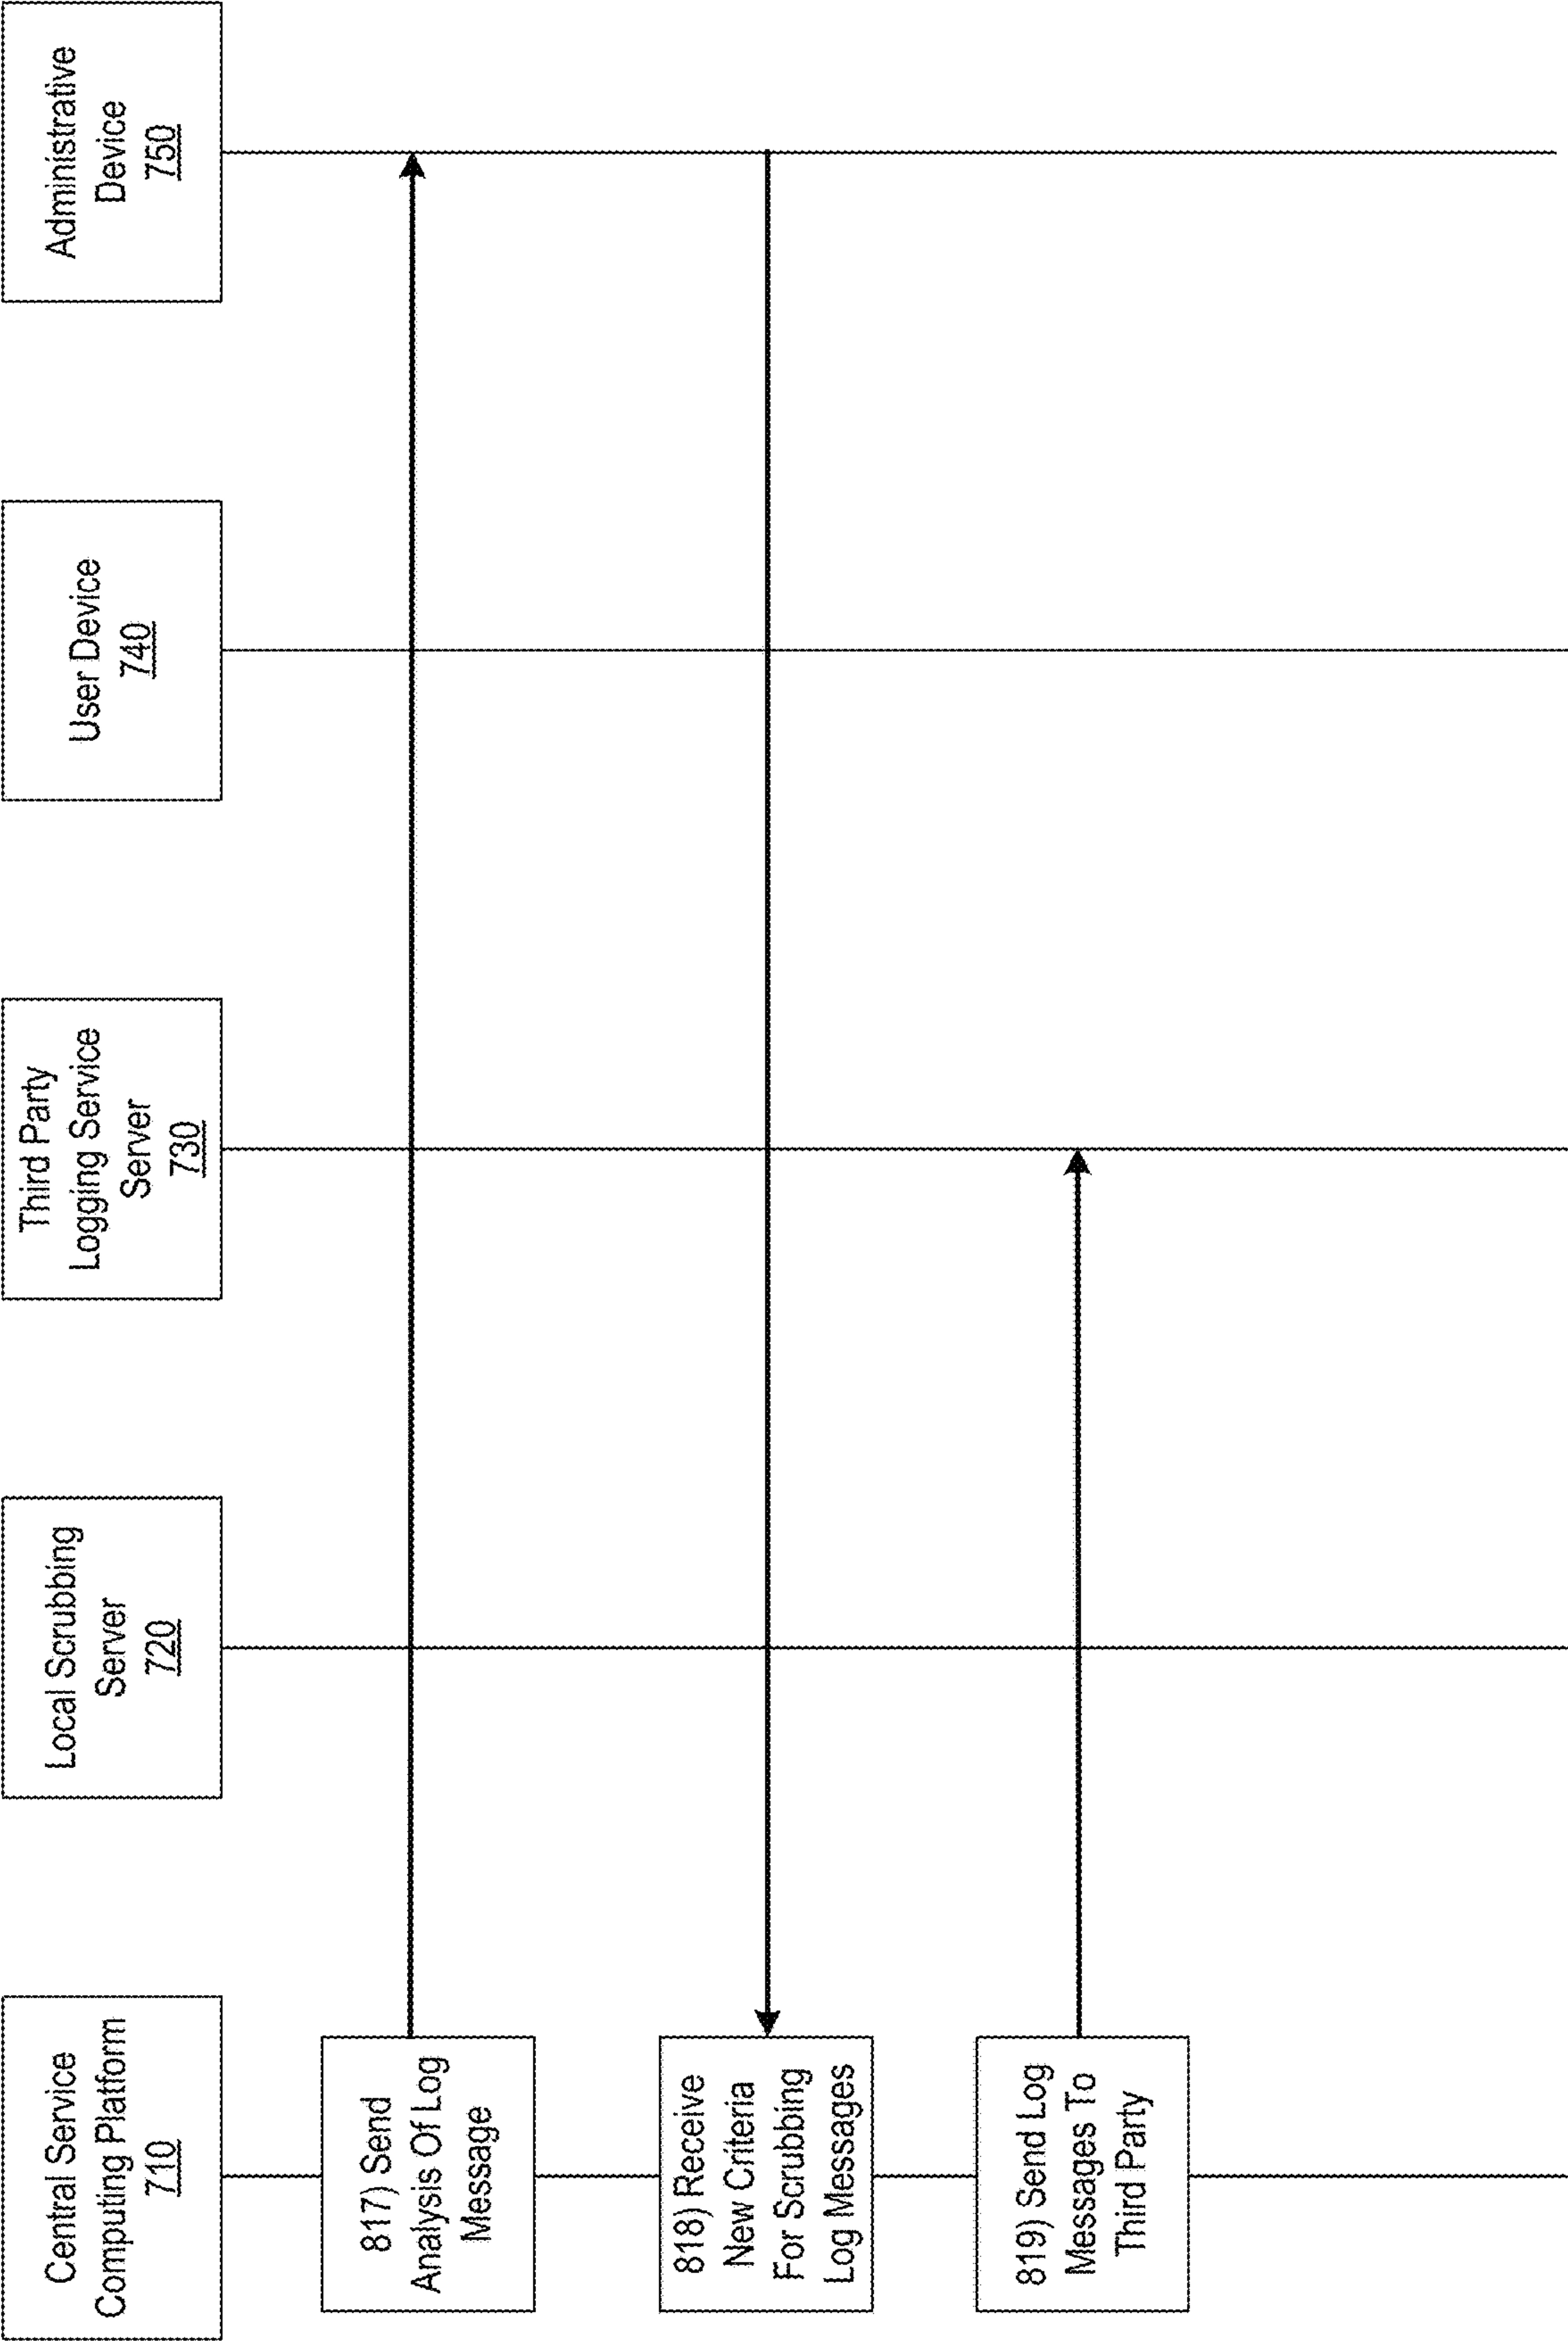 Central Service
Computing Platform
710
Local Scrubbing
Server
720
Third Party
Logging Service
Server
730
User Device
740
Administrative
Device
750
817) Send
Analysis Of Log
Message
818) Receive
New Criteria
For Scrubbing
Log Messages
819) Send Log
Messages To
Third Party